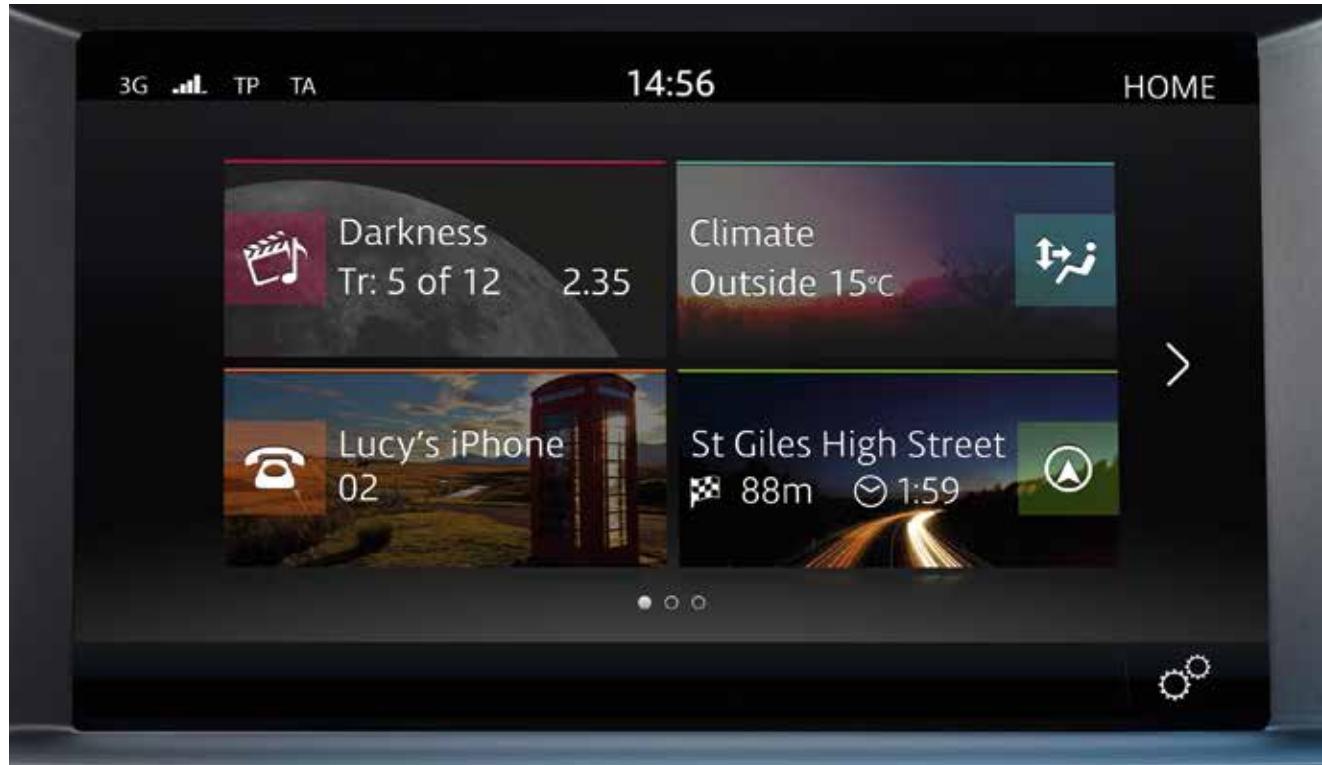 3G TP TA 14:56 HOME
Darkness
Tr: 5 of 12 2.35
Climate
Outside 15°C
Lucy's iPhone
02
St Giles High Street
88m 1:59